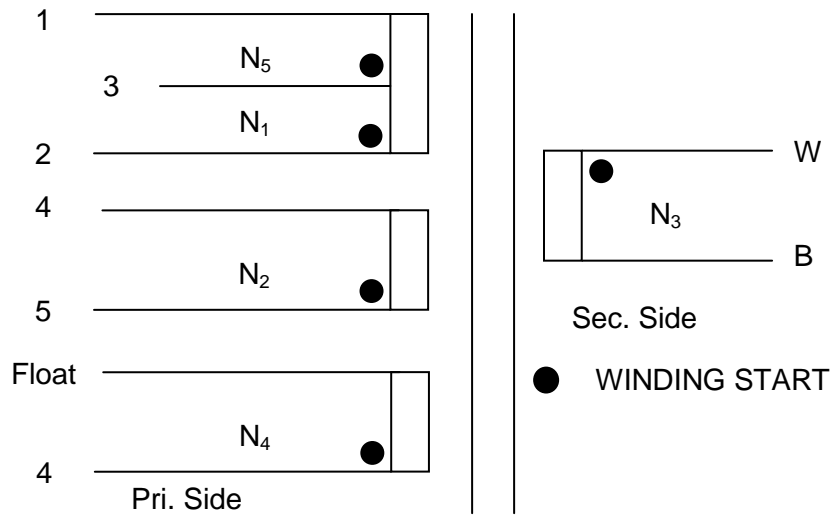 1
N₅
3
N₁
2
W
4
N₃
N₂
B
5
Sec. Side
Float
WINDING START
N₄
4
Pri. Side